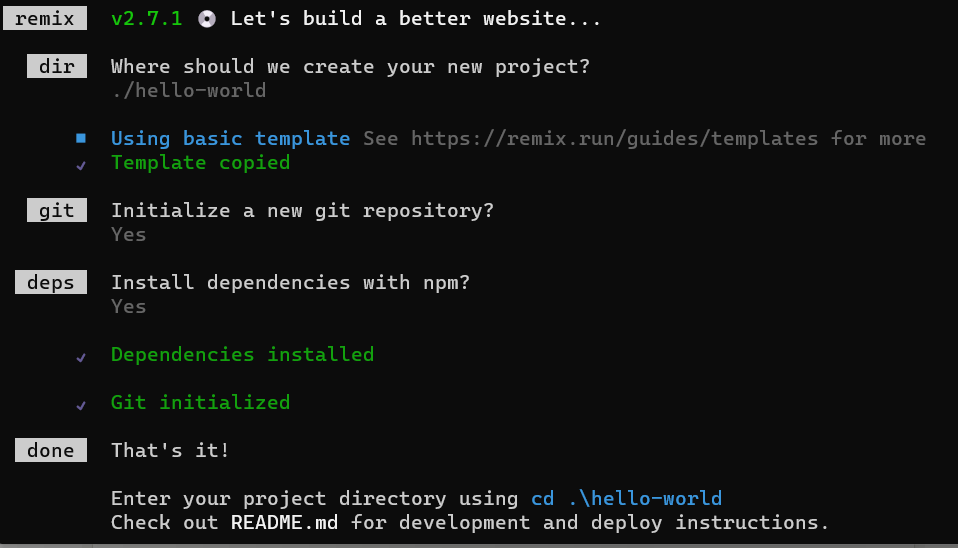 remix v2.7.1 💿 Let's build a better website...
dir Where should we create your new project?
./hello-world
Using basic template See https://remix.run/guides/templates for more
Template copied
git Initialize a new git repository?
Yes
deps Install dependencies with npm?
Yes
Dependencies installed
Git initialized
done That's it!
Enter your project directory using cd .\hello-world
Check out README.md for development and deploy instructions.